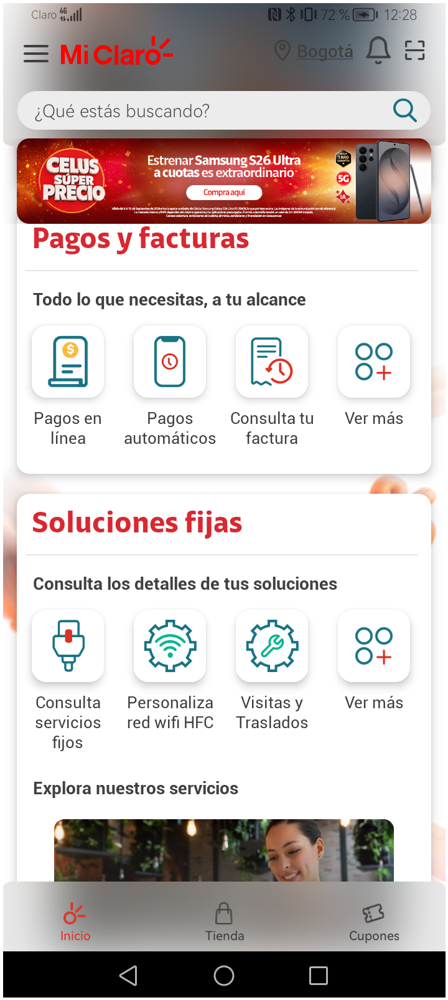 Claro 4G 72 % 12:28
Mi Claro
Bogotá
¿Qué estás buscando?
CELUS
SÚPER
PRECIO
Estrenar Samsung S26 Ultra
a cuotas es extraordinario
Compra aquí
1 AÑO
GARANTÍA
5G
IA
Pagos y facturas
Todo lo que necesitas, a tu alcance
Pagos en
línea
Pagos
automáticos
Consulta tu
factura
Ver más
Soluciones fijas
Consulta los detalles de tus soluciones
Consulta
servicios
fijos
Personaliza
red wifi HFC
Visitas y
Traslados
Ver más
Explora nuestros servicios
Inicio
Tienda
Cupones